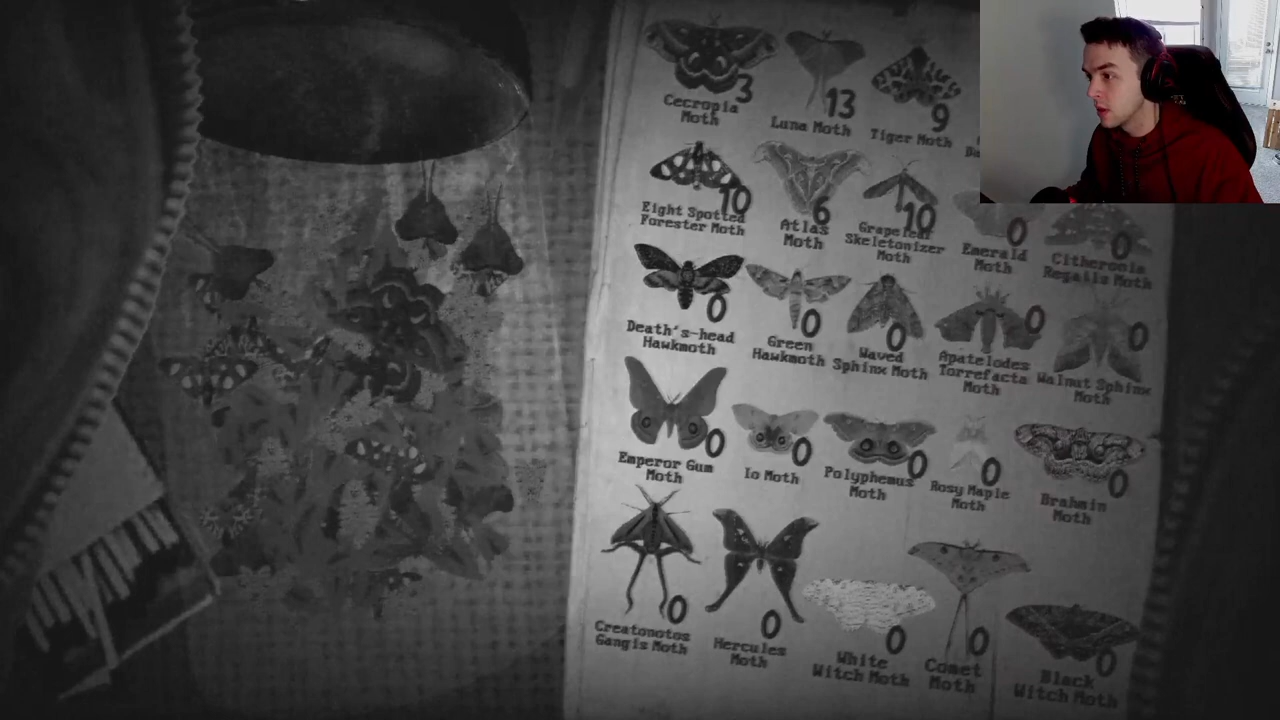 3 13 9
Cecropia
Moth
Luna Moth
Tiger Moth
10 6 10 0 0
Eight Spotted
Forester Moth
Atlas
Moth
Grapeleaf
Skeletonizer
Moth
Emerald
Moth
Citheronia
Regalis Moth
0 0 0 0 0
Death's-head
Hawkmoth
Green
Hawkmoth
Waved
Sphinx Moth
Apatelodes
Torrefacta
Moth
Walnut Sphinx
Moth
0 0 0 0 0
Emperor Gum
Moth
Io Moth
Polyphemus
Moth
Rosy Maple
Moth
Brahmin
Moth
0 0 0 0 0
Creatonotos
Gangis Moth
Hercules
Moth
White
Witch Moth
Comet
Moth
Black
Witch Moth